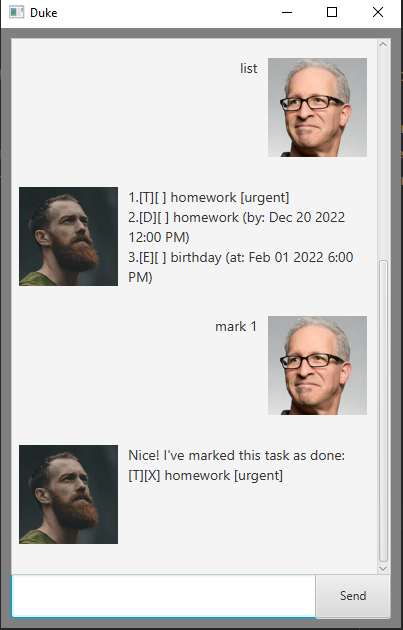 Duke
list
1.[T][ ] homework [urgent]
2.[D][ ] homework (by: Dec 20 2022
12:00 PM)
3.[E][ ] birthday (at: Feb 01 2022 6:00
PM)
mark 1
Nice! I've marked this task as done:
[T][X] homework [urgent]
Send